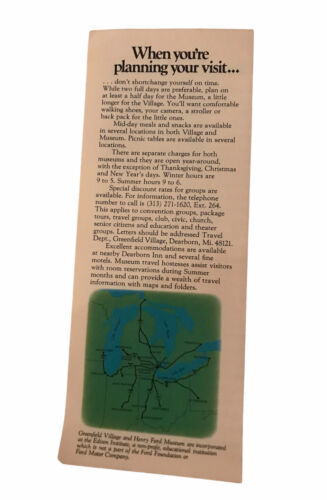 When you're
planning your visit...
. . . don't shortchange yourself on time.
While two full days are preferable, plan on
at least a half day for the Museum, a little
longer for the Village. You'll want comfortable
walking shoes, your camera, a stroller or
back pack for the little ones.
Mid-day meals and snacks are available
in several locations in both Village and
Museum. Picnic tables are available in several
locations.
There are separate charges for both
museums and they are open year-around,
with the exception of Thanksgiving, Christmas
and New Year's days. Winter hours are
9 to 5. Summer hours 9 to 6.
Special discount rates for groups are
available. For information, the telephone
number to call is (313) 271-1620, Ext. 264.
This applies to convention groups, package
tours, travel groups, club, civic, church,
senior citizens and education and theater
groups. Letters should be addressed Travel
Dept., Greenfield Village, Dearborn, Mi. 48121.
Excellent accommodations are available
at nearby Dearborn Inn and several fine
motels. Museum travel hostesses assist visitors
with room reservations during Summer
months and can provide a wealth of travel
information with maps and folders.
Greenfield Village and Henry Ford Museum are incorporated
as the Edison Institute, a non-profit, educational institution
which is not a part of the Ford Foundation or
Ford Motor Company.